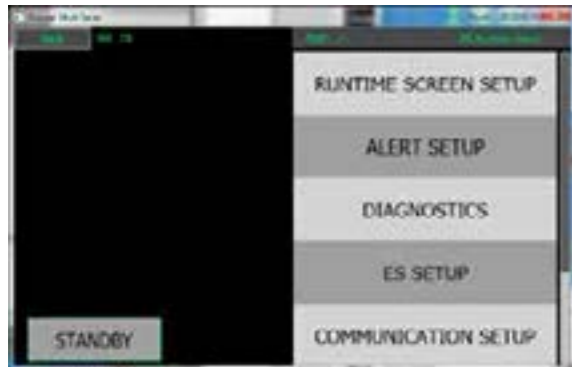 RUNTIME SCREEN SETUP
ALERT SETUP
DIAGNOSTICS
ES SETUP
STANDBY
COMMUNICATION SETUP